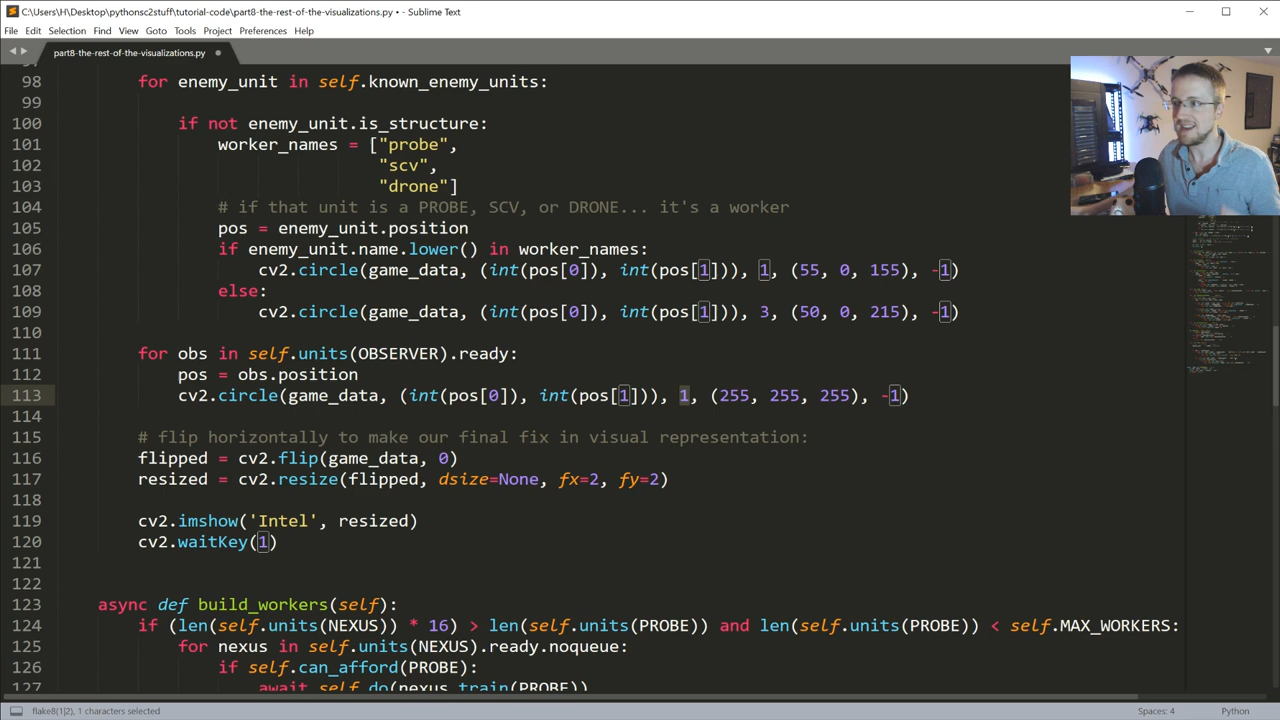 C:\Users\H\Desktop\pythonsc2stuff\tutorial-code\part8-the-rest-of-the-visualizations.py • - Sublime Text
File Edit Selection Find View Goto Tools Project Preferences Help
part8-the-rest-of-the-visualizations.py
98 for enemy_unit in self.known_enemy_units:
99
100 if not enemy_unit.is_structure:
101 worker_names = ["probe",
102 "scv",
103 "drone"]
104 # if that unit is a PROBE, SCV, or DRONE... it's a worker
105 pos = enemy_unit.position
106 if enemy_unit.name.lower() in worker_names:
107 cv2.circle(game_data, (int(pos[0]), int(pos[1])), 1, (55, 0, 155), -1)
108 else:
109 cv2.circle(game_data, (int(pos[0]), int(pos[1])), 3, (50, 0, 215), -1)
110
111 for obs in self.units(OBSERVER).ready:
112 pos = obs.position
113 cv2.circle(game_data, (int(pos[0]), int(pos[1])), 1, (255, 255, 255), -1)
114
115 # flip horizontally to make our final fix in visual representation:
116 flipped = cv2.flip(game_data, 0)
117 resized = cv2.resize(flipped, dsize=None, fx=2, fy=2)
118
119 cv2.imshow('Intel', resized)
120 cv2.waitKey(1)
121
122
123 async def build_workers(self):
124 if (len(self.units(NEXUS)) * 16) > len(self.units(PROBE)) and len(self.units(PROBE)) < self.MAX_WORKERS:
125 for nexus in self.units(NEXUS).ready.noqueue:
126 if self.can_afford(PROBE):
127 await self.do(nexus.train(PROBE))
flake8(1|2), 1 characters selected
Spaces: 4
Python